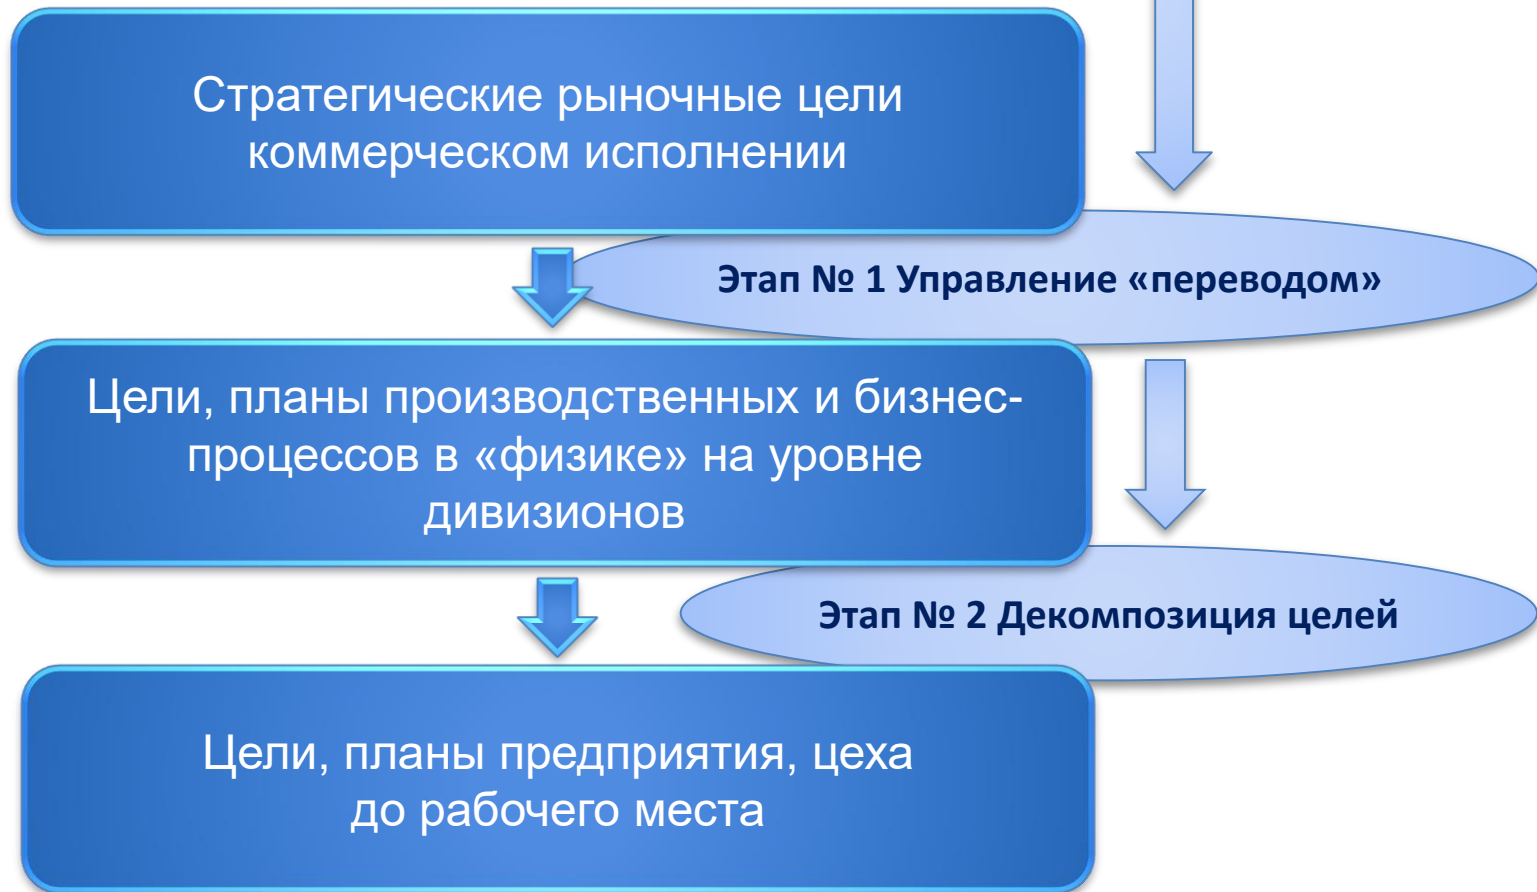 Стратегические рыночные цели
коммерческом исполнении
Этап № 1 Управление «переводом»
Цели, планы производственных и бизнес-
процессов в «физике» на уровне
дивизионов
Этап № 2 Декомпозиция целей
Цели, планы предприятия, цеха
до рабочего места